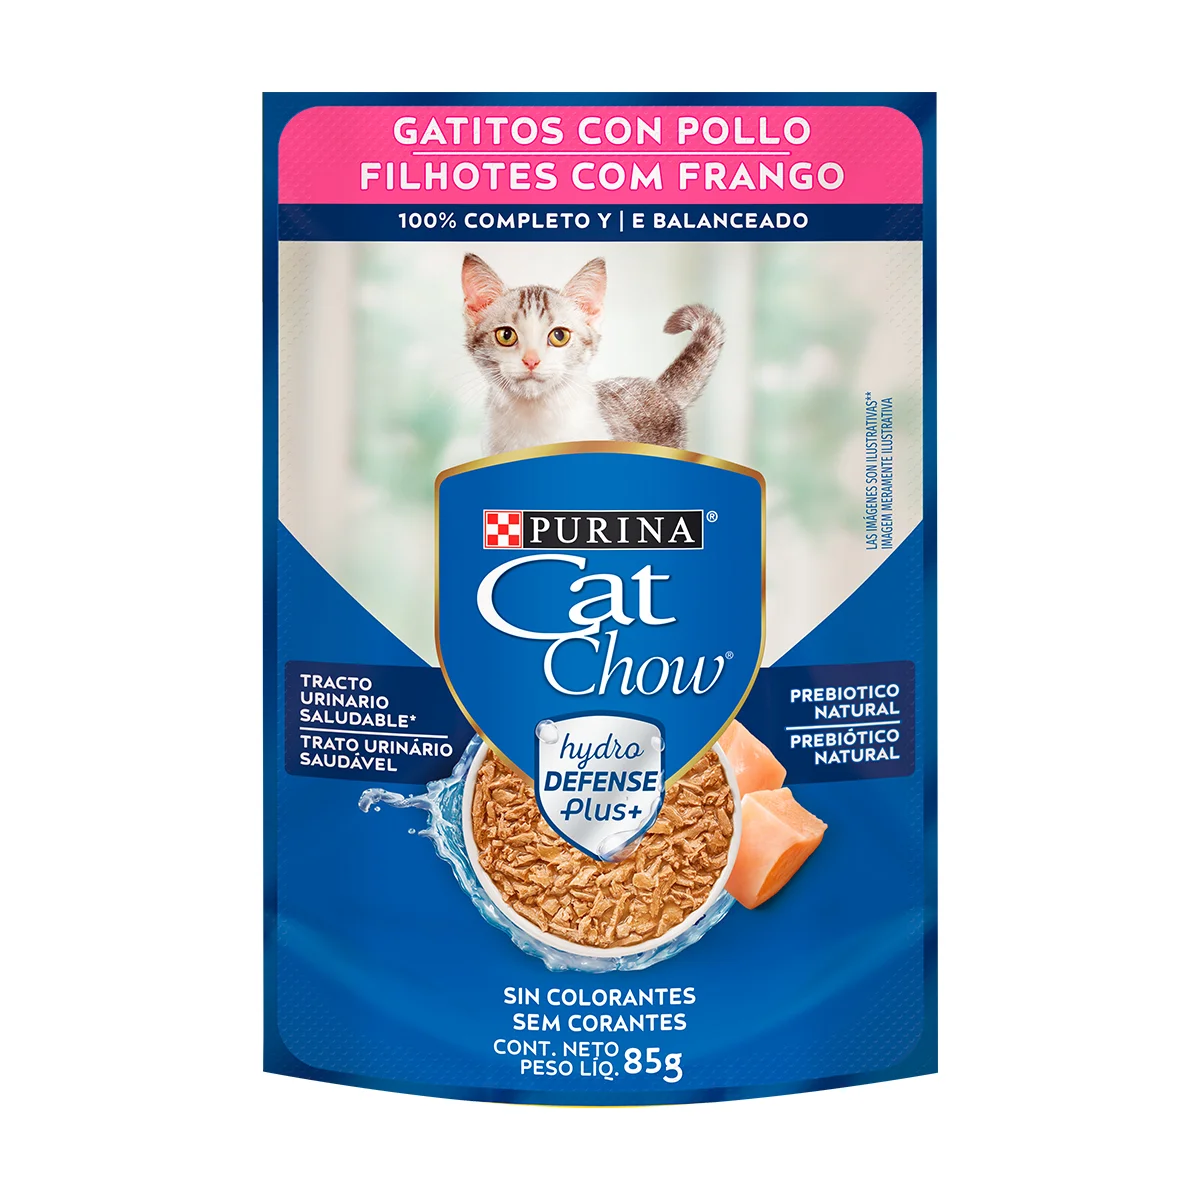 GATITOS CON POLLO
FILHOTES COM FRANGO
100% COMPLETO Y | E BALANCEADO
LAS IMÁGENES SON ILUSTRATIVAS**
IMAGEM MERAMENTE ILUSTRATIVA
PURINA®
Cat
Chow®
TRACTO
URINARIO
SALUDABLE*
TRATO URINÁRIO
SAUDÁVEL
PREBIOTICO
NATURAL
PREBIÓTICO
NATURAL
hydro
DEFENSE
Plus+
SIN COLORANTES
SEM CORANTES
CONT. NETO
PESO LÍQ. 85g